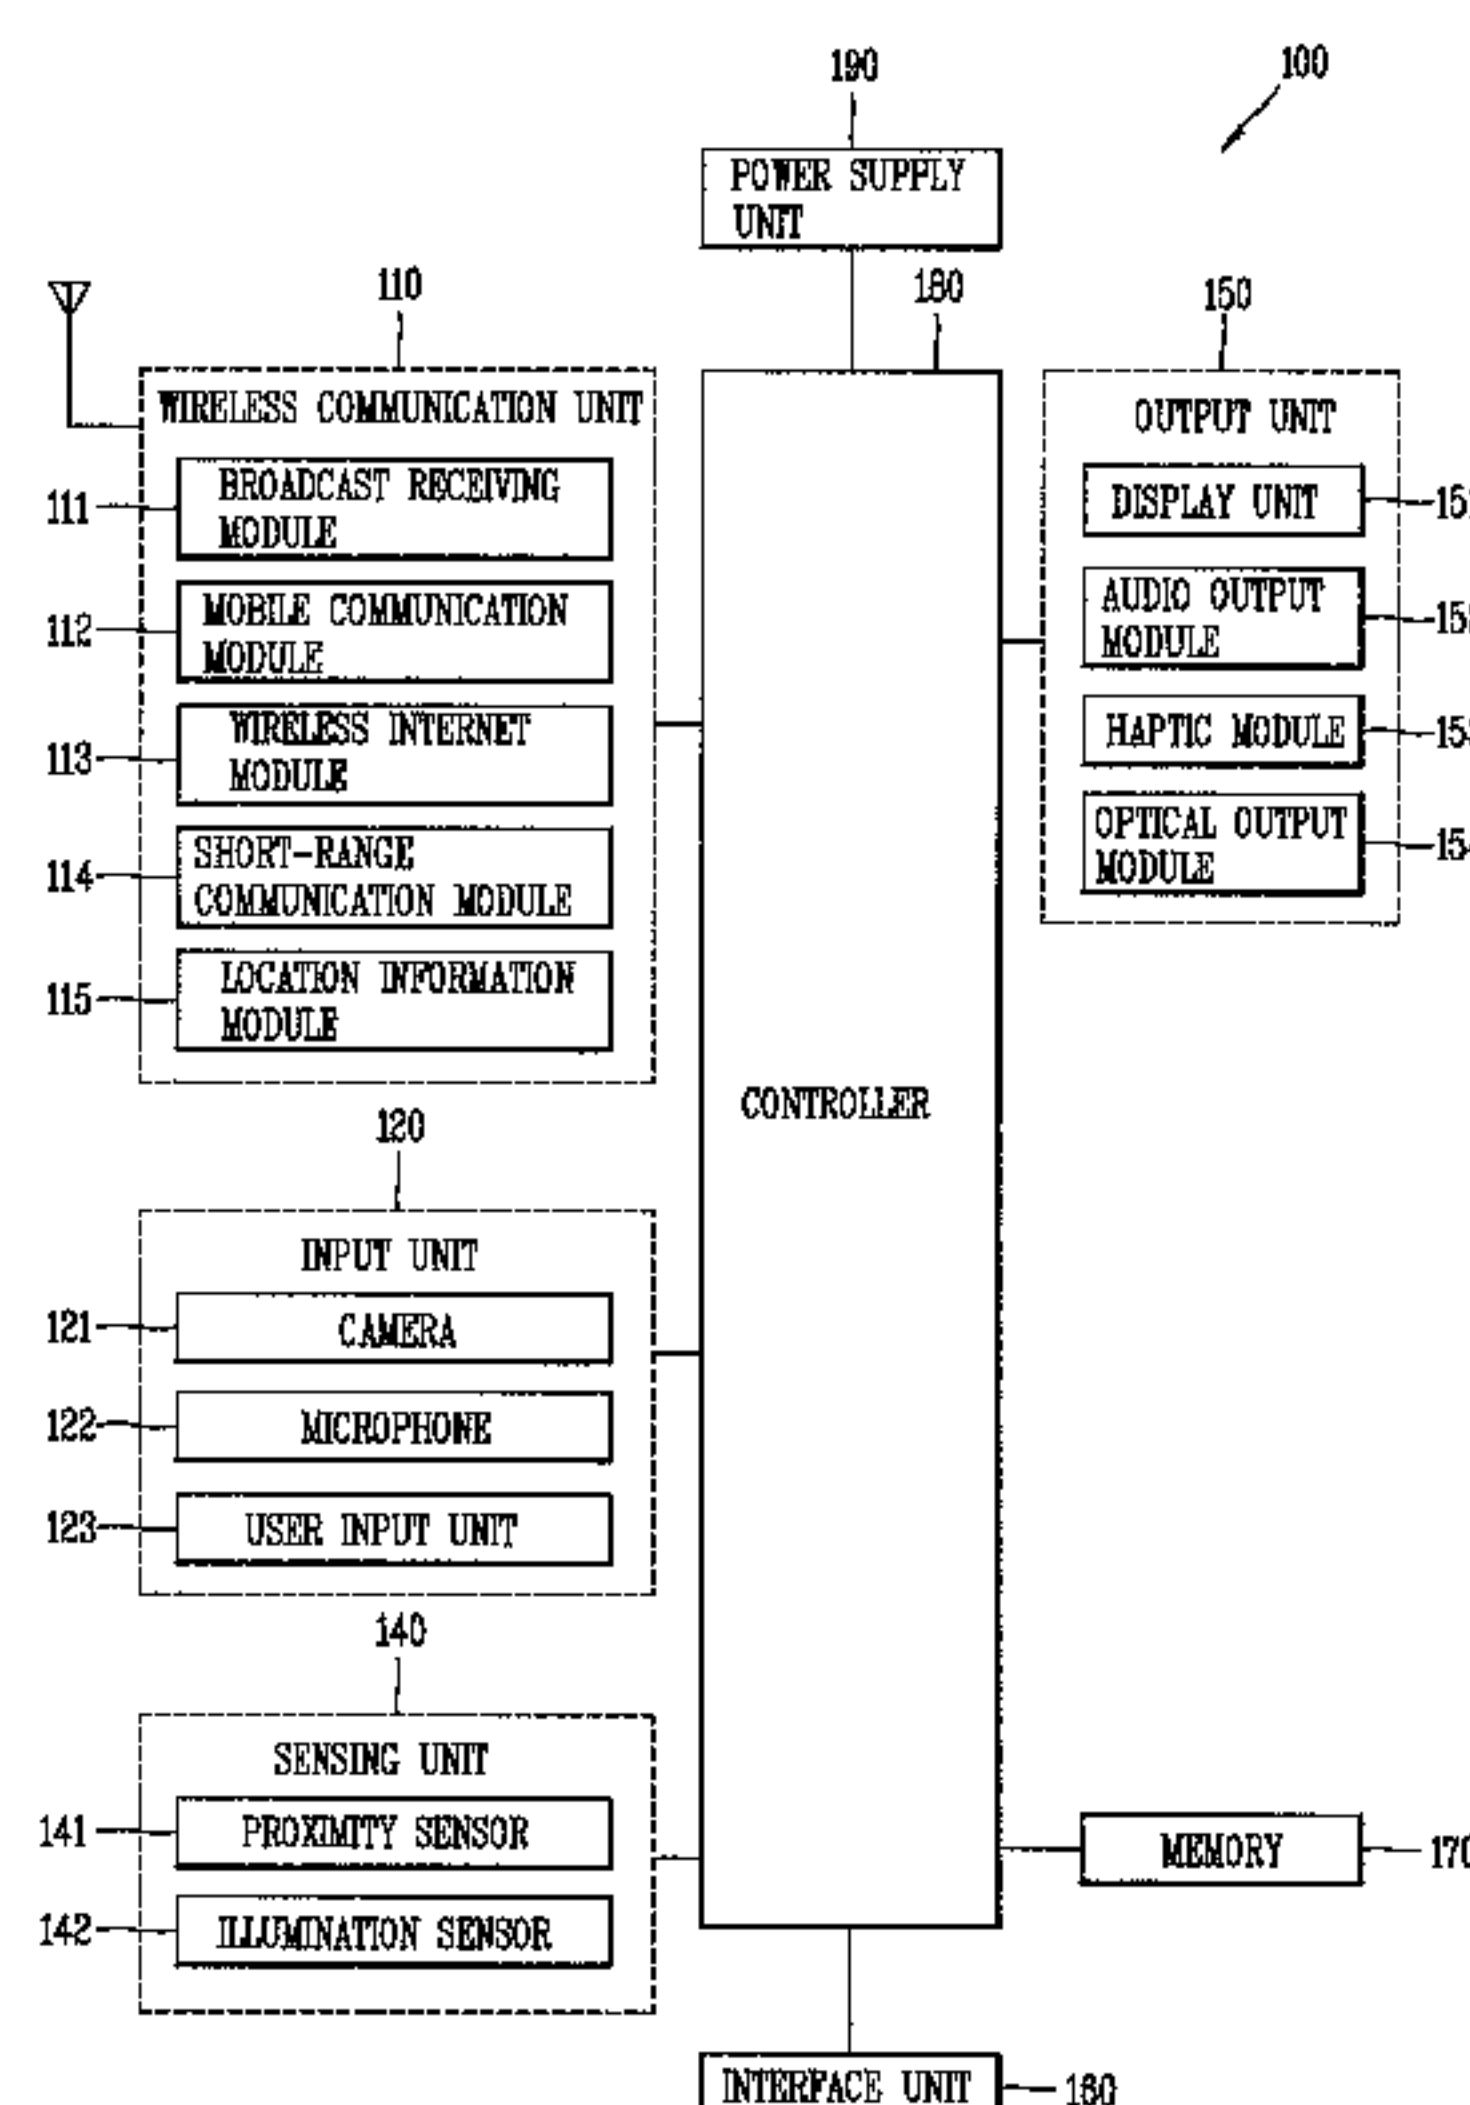 190
100
POWER SUPPLY
UNIT
110
180
150
WIRELESS COMMUNICATION UNIT
111
BROADCAST RECEIVING
MODULE
112
MOBILE COMMUNICATION
MODULE
113
WIRELESS INTERNET
MODULE
114
SHORT-RANGE
COMMUNICATION MODULE
115
LOCATION INFORMATION
MODULE
OUTPUT UNIT
DISPLAY UNIT
151
AUDIO OUTPUT
MODULE
HAPTIC MODULE
OPTICAL OUTPUT
MODULE
154
CONTROLLER
120
INPUT UNIT
121
CAMERA
122
MICROPHONE
123
USER INPUT UNIT
140
SENSING UNIT
141
PROXIMITY SENSOR
142
ILLUMINATION SENSOR
MEMORY
170
INTERFACE UNIT
160